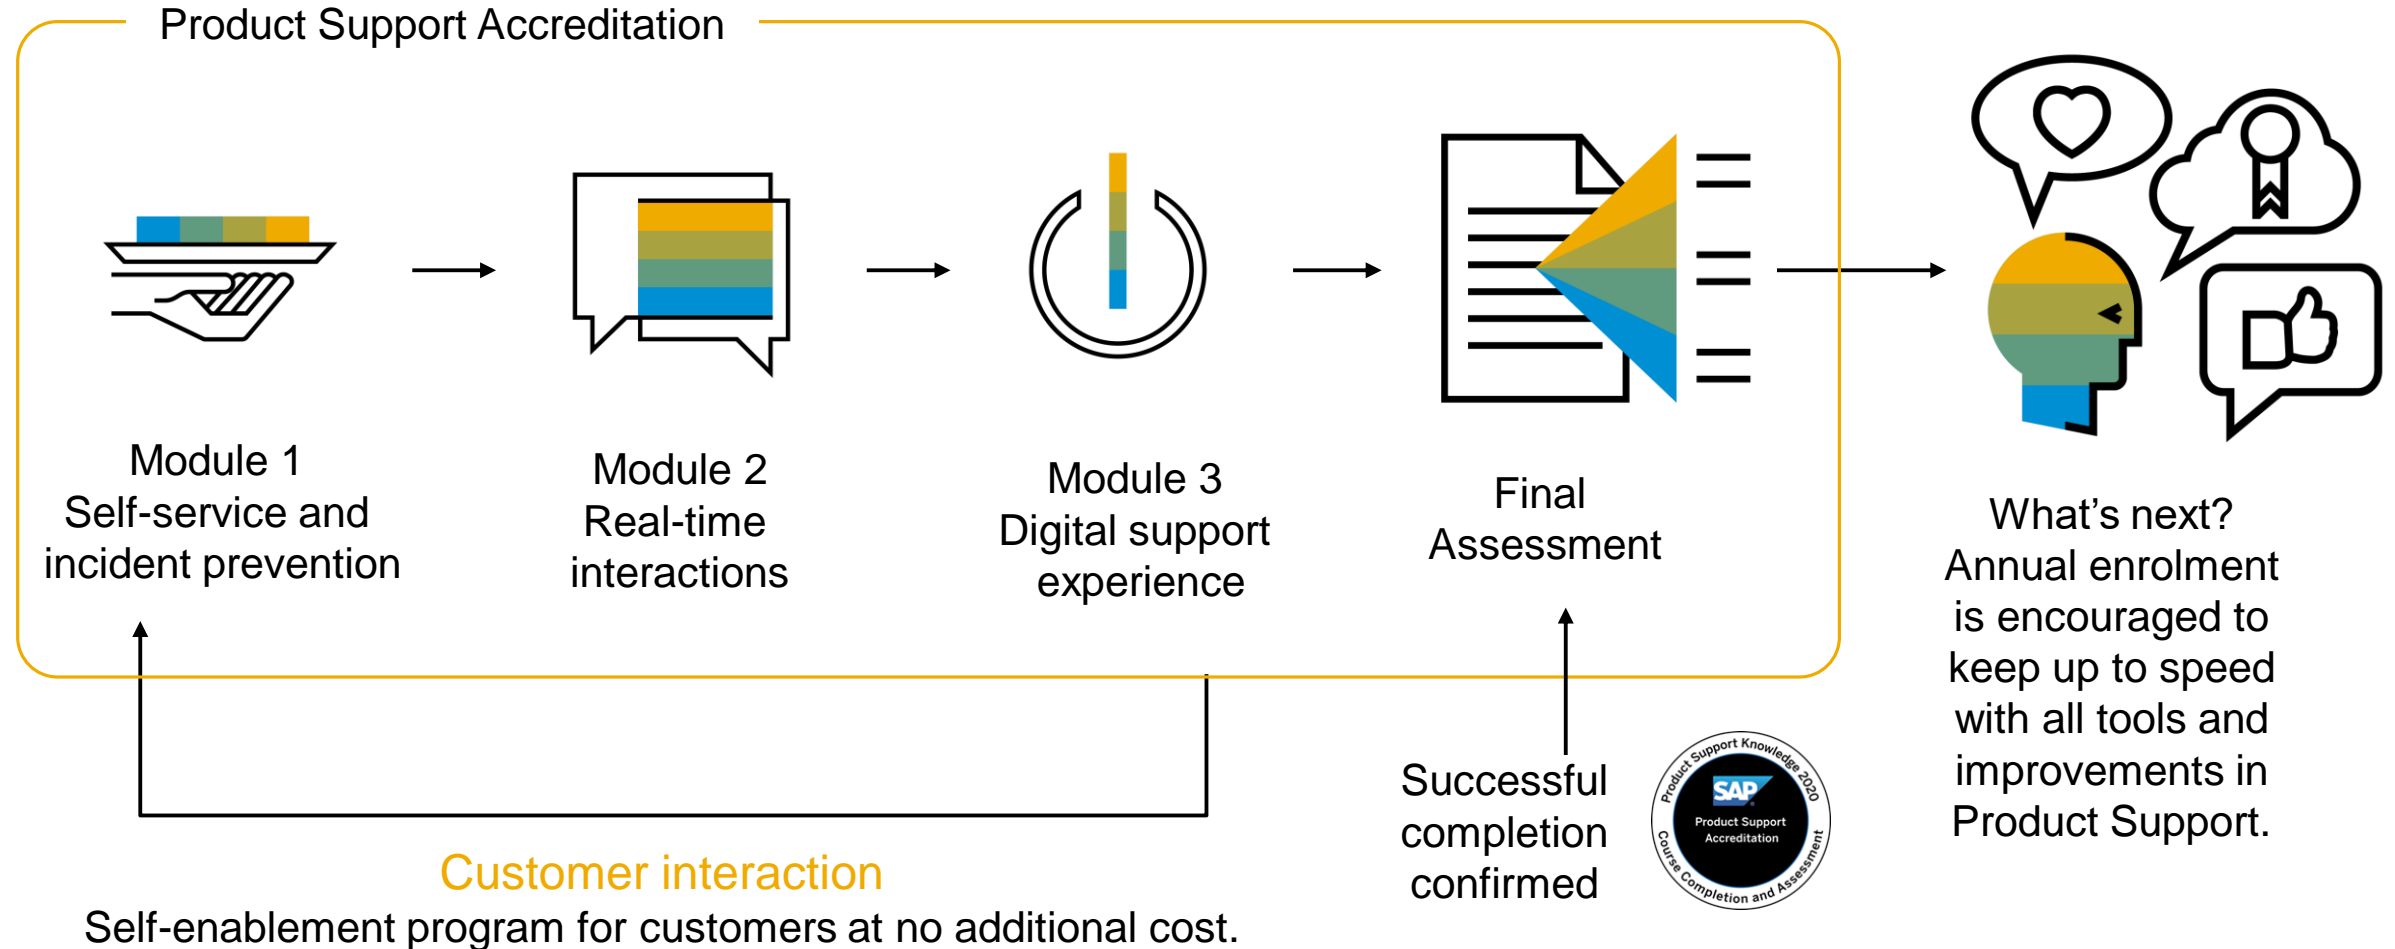 Product Support Accreditation
Module 1
Self-service and
incident prevention
Module 2
Real-time
interactions
Module 3
Digital support
experience
Final
Assessment
What’s next?
Annual enrolment
is encouraged to
keep up to speed
with all tools and
improvements in
Product Support.
Successful
completion
confirmed
Product Support Knowledge 2020
SAP
Product Support
Accreditation
Course Completion and Assessment
Customer interaction
Self-enablement program for customers at no additional cost.